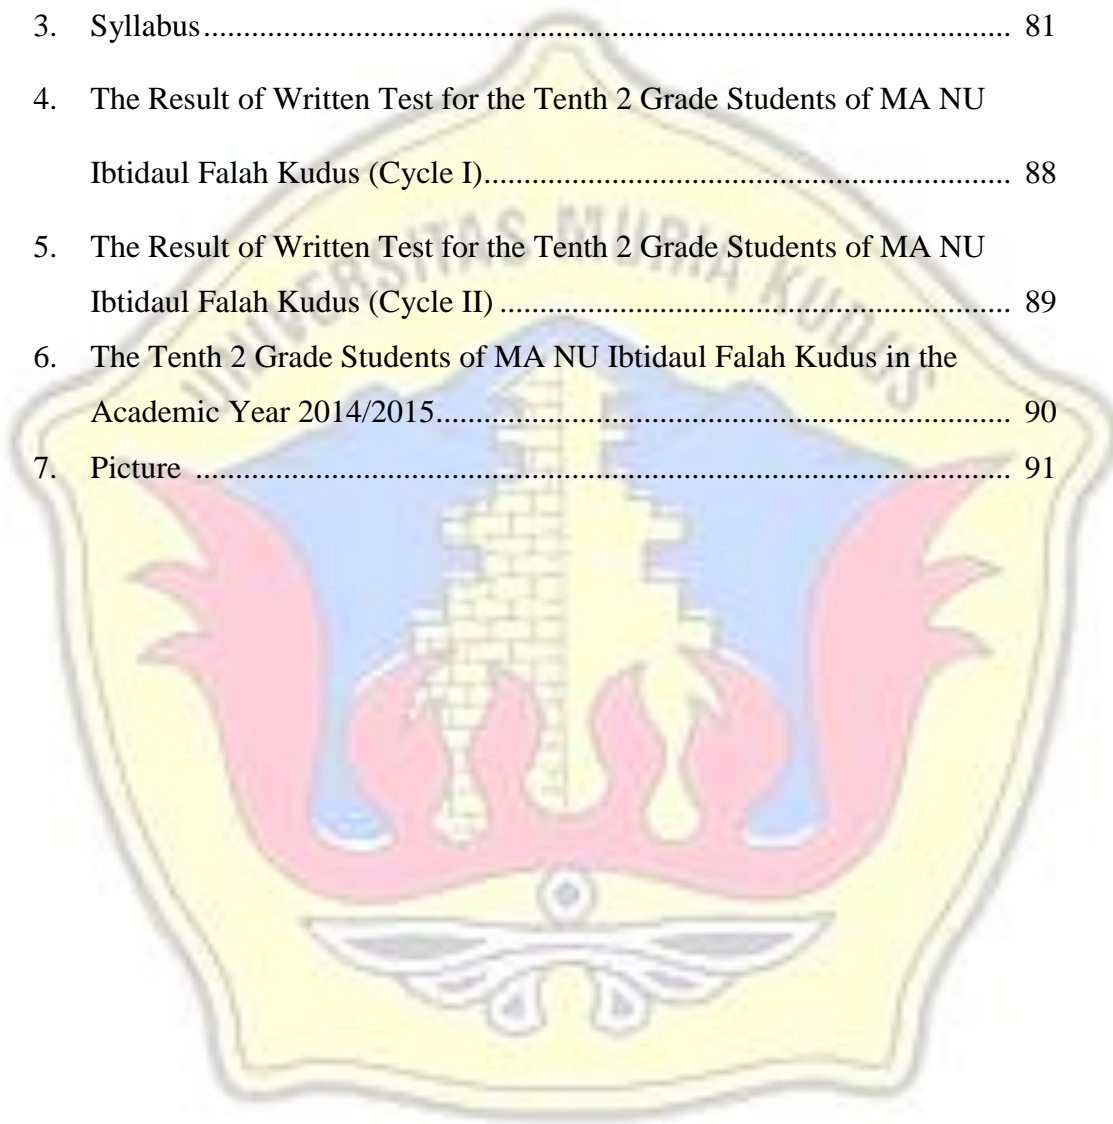 3. Syllabus..................................................................................................... 81
4. The Result of Written Test for the Tenth 2 Grade Students of MA NU
Ibtidaul Falah Kudus (Cycle I).................................................................. 88
5. The Result of Written Test for the Tenth 2 Grade Students of MA NU
Ibtidaul Falah Kudus (Cycle II) ................................................................ 89
6. The Tenth 2 Grade Students of MA NU Ibtidaul Falah Kudus in the
Academic Year 2014/2015........................................................................ 90
7. Picture ...................................................................................................... 91
UNIVERSITAS MURIA KUDUS